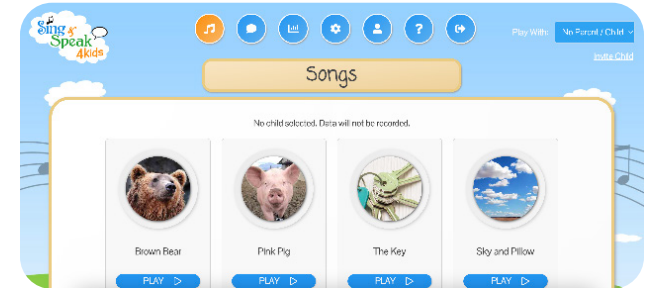 Sing &
Speak
4kids
?
Play With: No Parent / Child
Invite Child
Songs
No child selected. Data will not be recorded.
Brown Bear
Pink Pig
The Key
Sky and Pillow
PLAY
PLAY
PLAY
PLAY